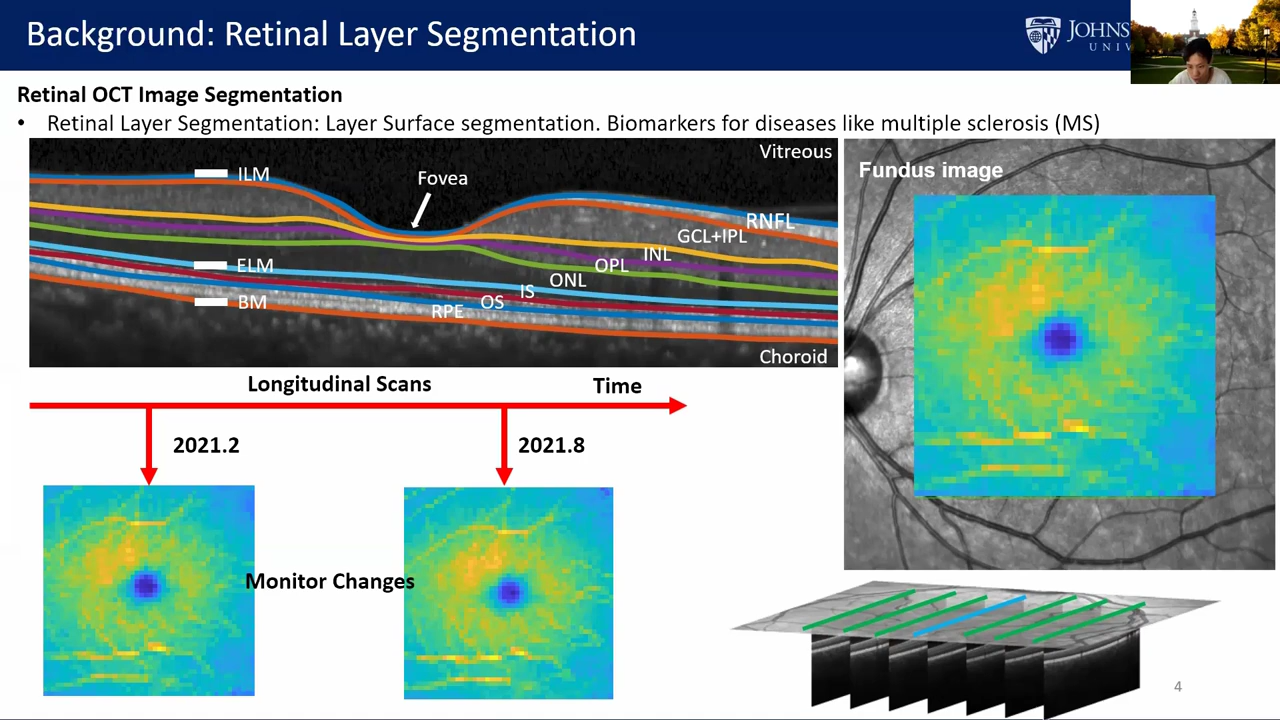 Background: Retinal Layer Segmentation
Retinal OCT Image Segmentation
• Retinal Layer Segmentation: Layer Surface segmentation. Biomarkers for diseases like multiple sclerosis (MS)
Vitreous
ILM
Fovea
RNFL
GCL+IPL
INL
OPL
ELM
ONL
IS
OS
BM
RPE
Choroid
Fundus image
Longitudinal Scans
Time
2021.2
2021.8
Monitor Changes
4